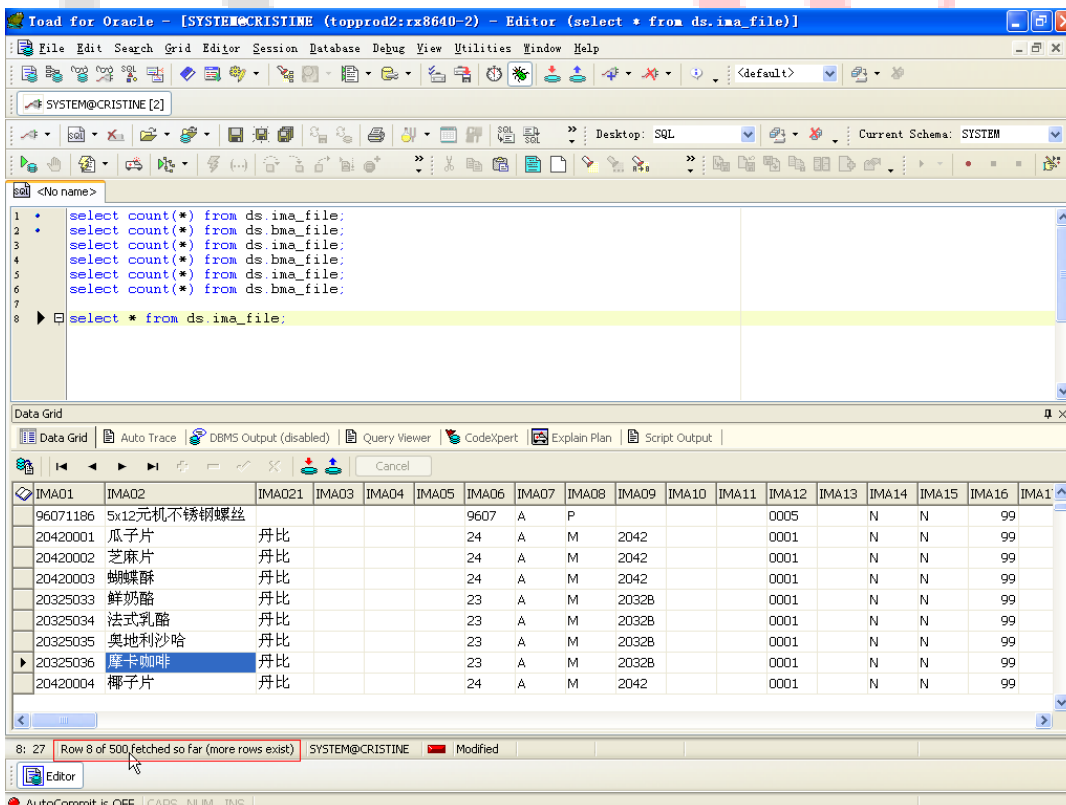 Toad for Oracle - [SYSTEM@CRISTINE (topprod2:rx8640-2) - Editor (select * from ds.ima_file)]
File Edit Search Grid Editor Session Database Debug View Utilities Window Help
<default>
SYSTEM@CRISTINE [2]
Desktop: SQL Current Schema: SYSTEM
<No name>
1 select count(*) from ds.ima_file;
2 select count(*) from ds.bma_file;
3 select count(*) from ds.ima_file;
4 select count(*) from ds.bma_file;
5 select count(*) from ds.ima_file;
6 select count(*) from ds.bma_file;
7
8 select * from ds.ima_file;
Data Grid
Data Grid Auto Trace DBMS Output (disabled) Query Viewer CodeXpert Explain Plan Script Output
Cancel
IMA01 IMA02 IMA021 IMA03 IMA04 IMA05 IMA06 IMA07 IMA08 IMA09 IMA10 IMA11 IMA12 IMA13 IMA14 IMA15 IMA16
96071186 5x12元机不锈钢螺丝 9607 A P 0005 N N 99
20420001 瓜子片 丹比 24 A M 2042 0001 N N 99
20420002 芝麻片 丹比 24 A M 2042 0001 N N 99
20420003 蝴蝶酥 丹比 24 A M 2042 0001 N N 99
20325033 鲜奶酪 丹比 23 A M 2032B 0001 N N 99
20325034 法式乳酪 丹比 23 A M 2032B 0001 N N 99
20325035 奥地利沙哈 丹比 23 A M 2032B 0001 N N 99
20325036 摩卡咖啡 丹比 23 A M 2032B 0001 N N 99
20420004 椰子片 丹比 24 A M 2042 0001 N N 99
8: 27 Row 8 of 500 fetched so far (more rows exist) SYSTEM@CRISTINE Modified
Editor
AutoCommit is OFF CAPS NUM INS